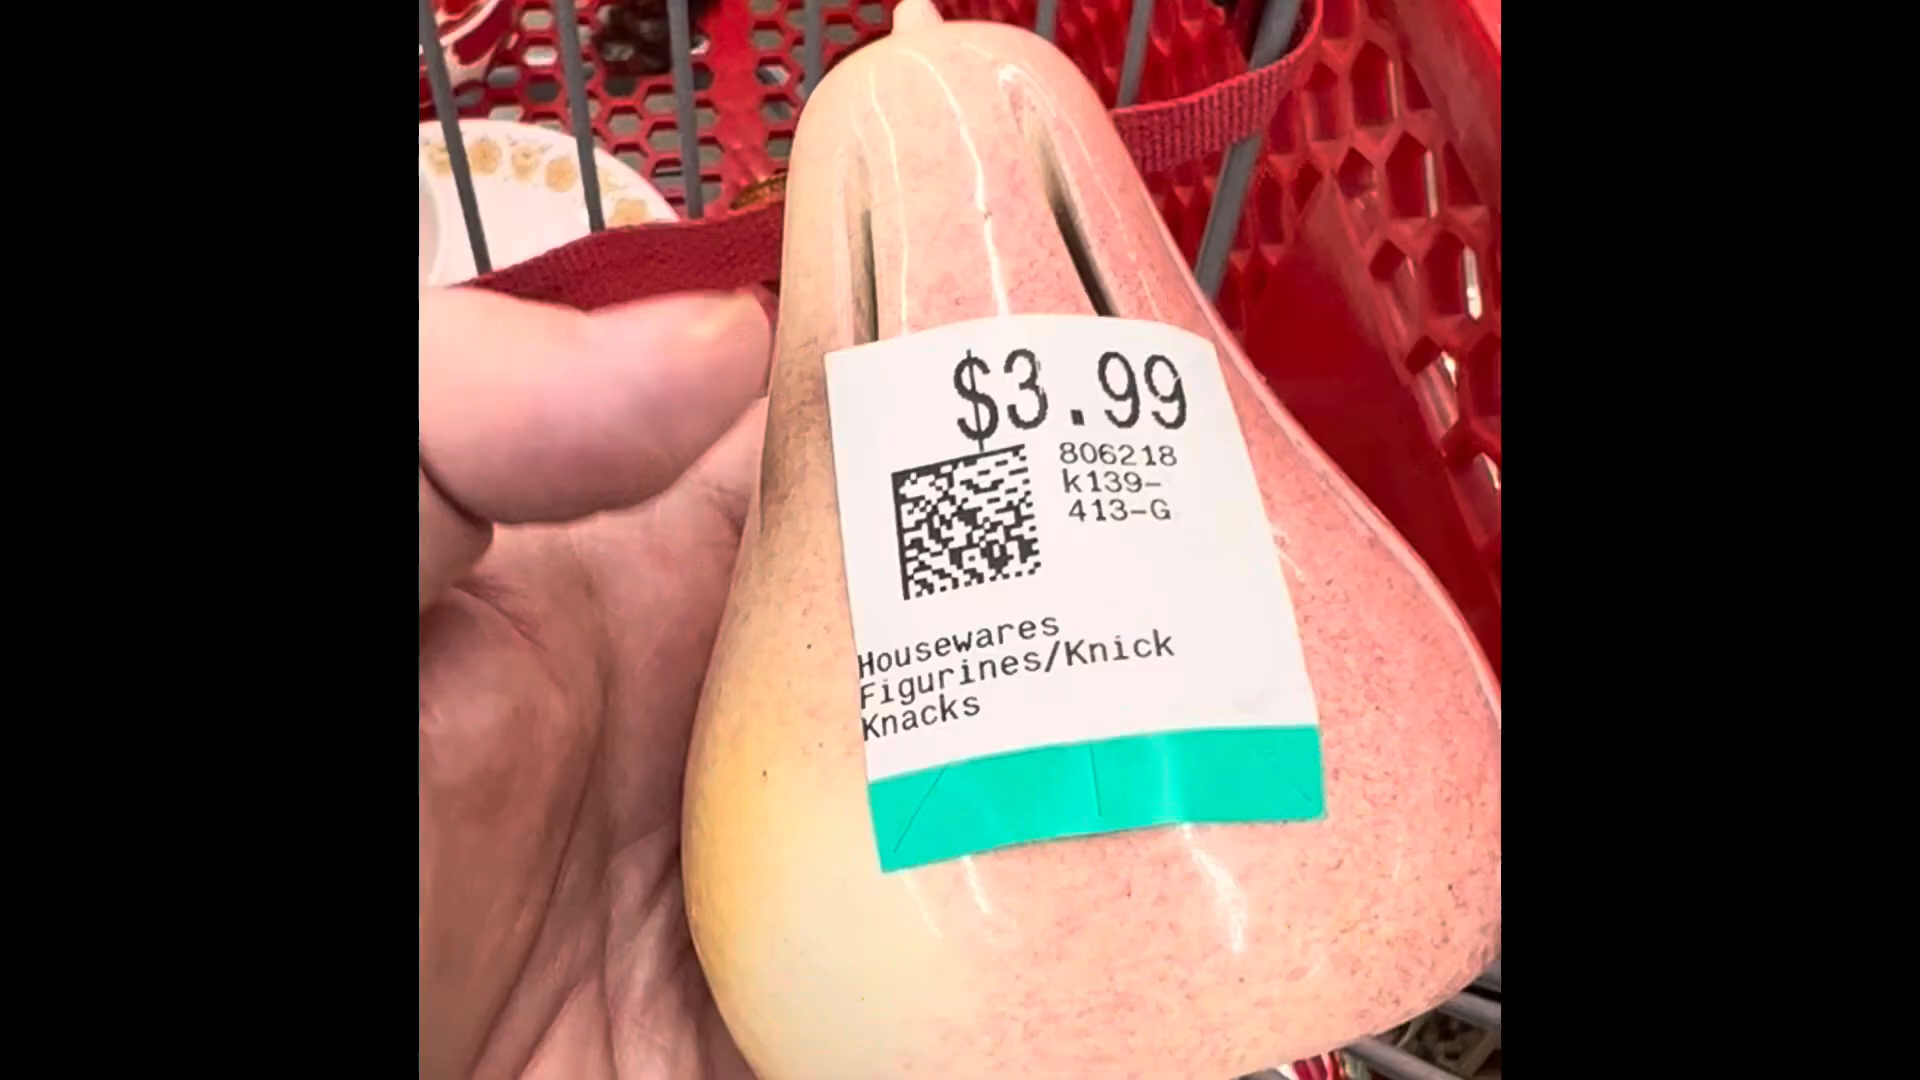 $3.99
806218
k139-
413-G
Housewares
Figurines/Knick
Knacks